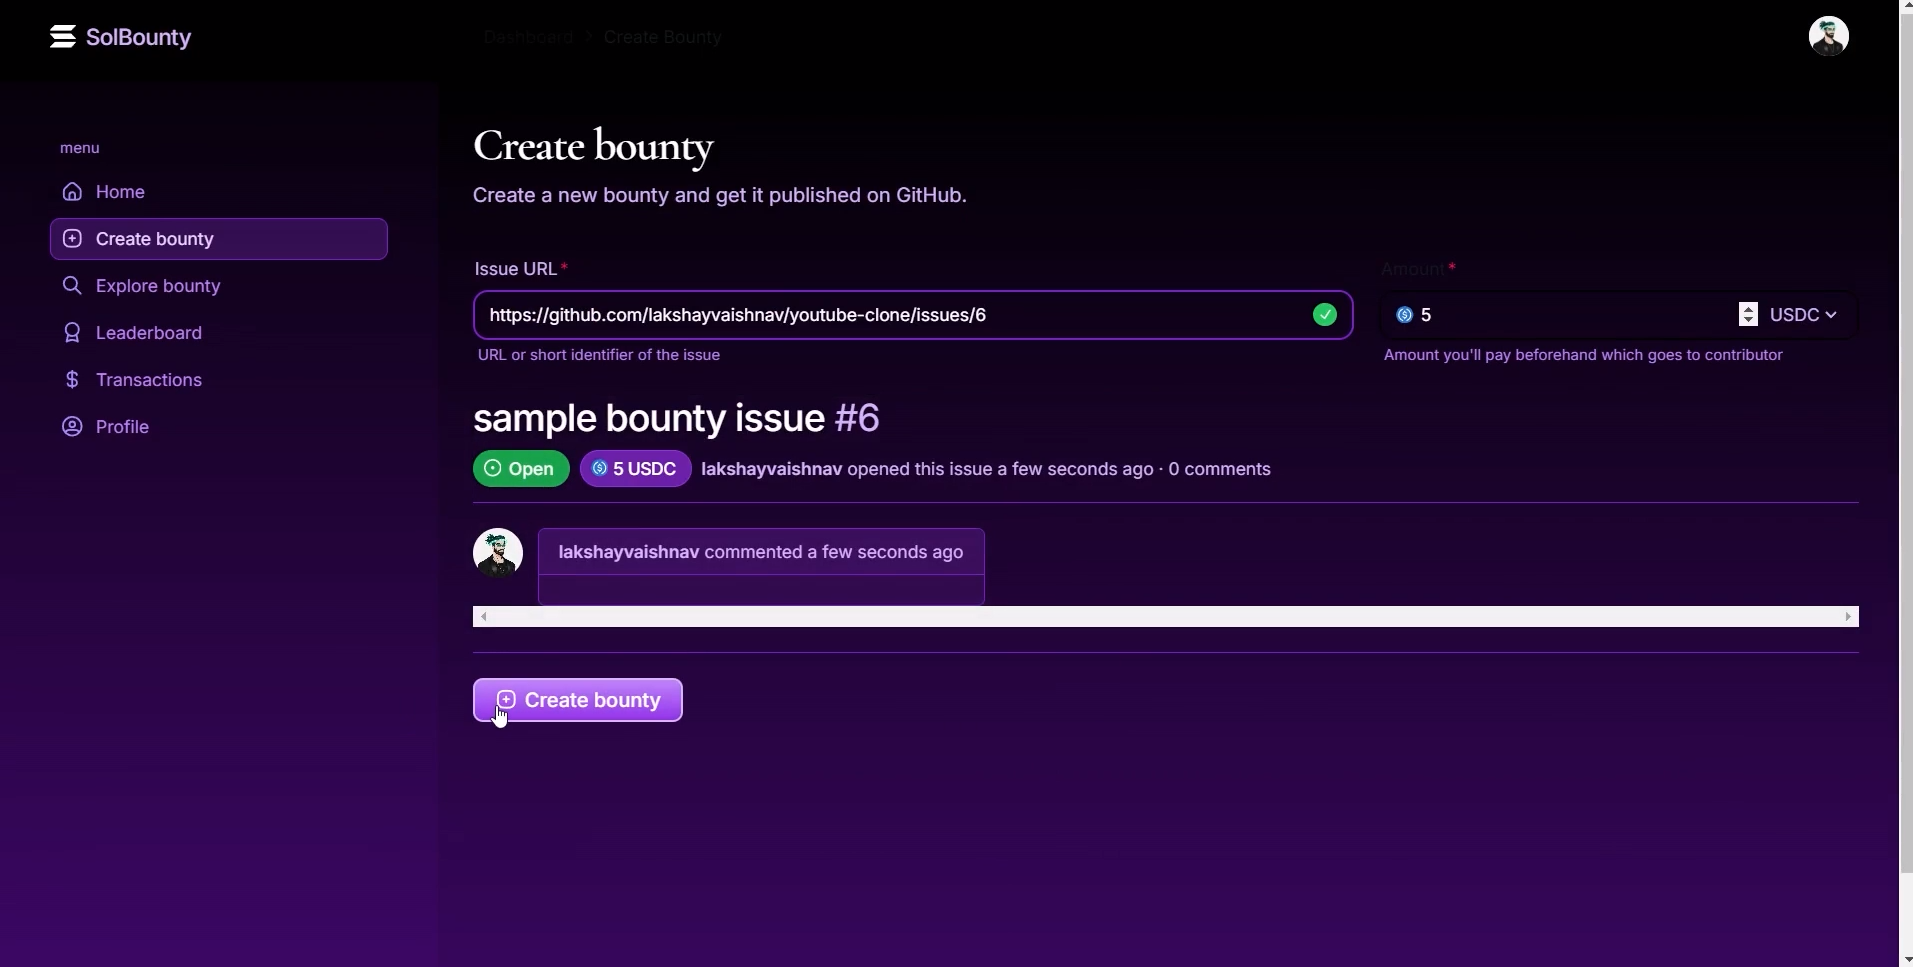 SolBounty
Dashboard > Create Bounty
menu
Home
Create bounty
Explore bounty
Leaderboard
Transactions
Profile
Create bounty
Create a new bounty and get it published on GitHub.
Issue URL*
https://github.com/lakshayvaishnav/youtube-clone/issues/6
URL or short identifier of the issue
Amount*
5 USDC
Amount you'll pay beforehand which goes to contributor
sample bounty issue #6
Open 5 USDC lakshayvaishnav opened this issue a few seconds ago · 0 comments
lakshayvaishnav commented a few seconds ago
Create bounty